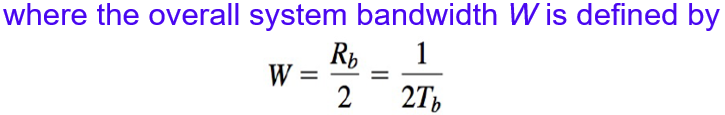 where the overall system bandwidth W is defined by
W = R_b / 2 = 1 / 2T_b